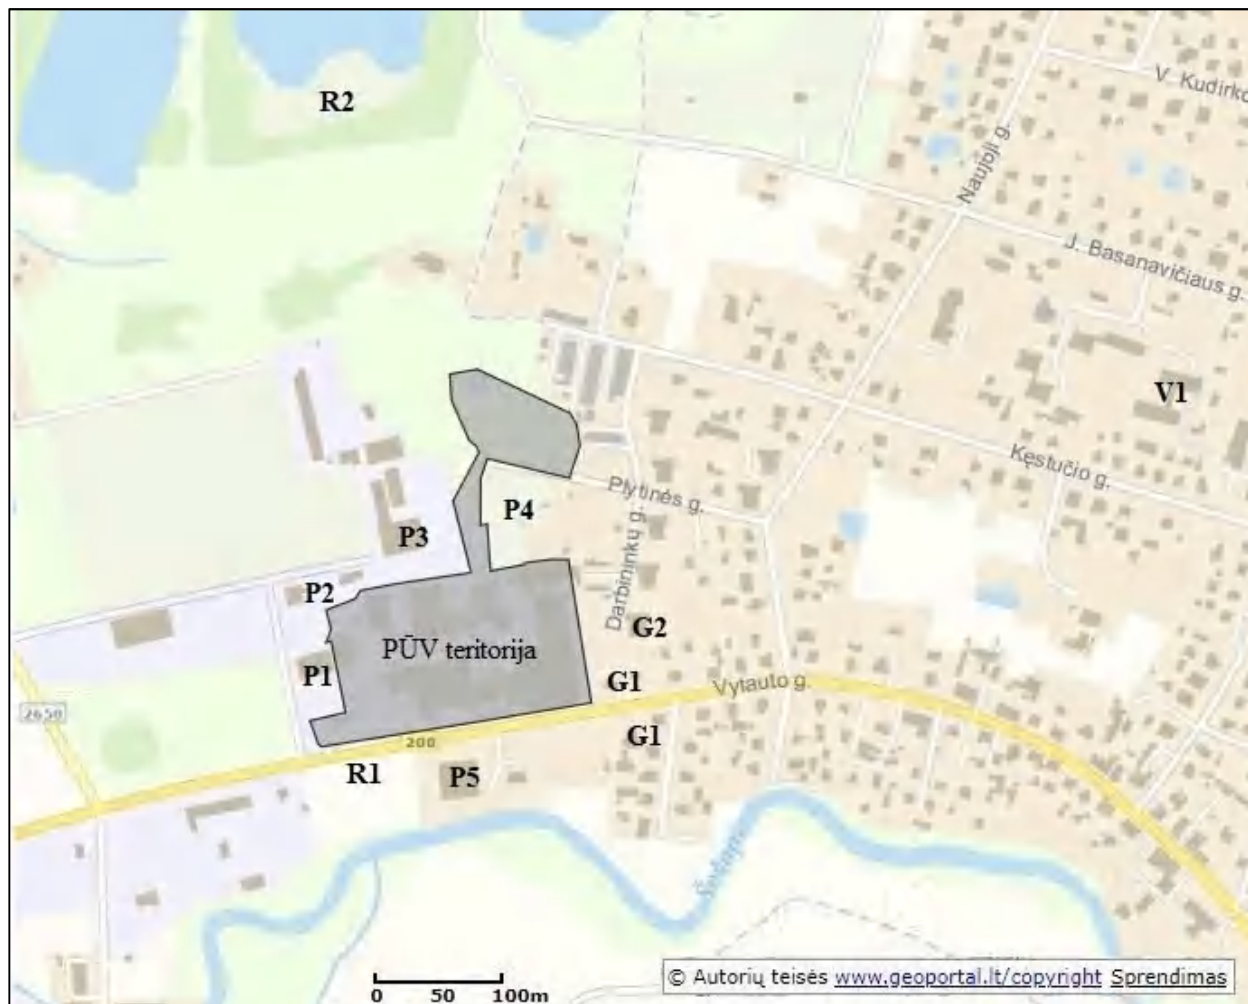 R2
V. Kudirko
Naujoji g.
J. Basanavičiaus g.
V1
Kęstučio g.
Plytinės g.
P4
P3
Darbininkų g.
P2
G2
PŪV teritorija
P1
G1
Vytauto g.
2650
200
G1
R1
P5
Šešupė
0 50 100m
© Autorių teisės www.geoportal.lt/copyright Sprendimas